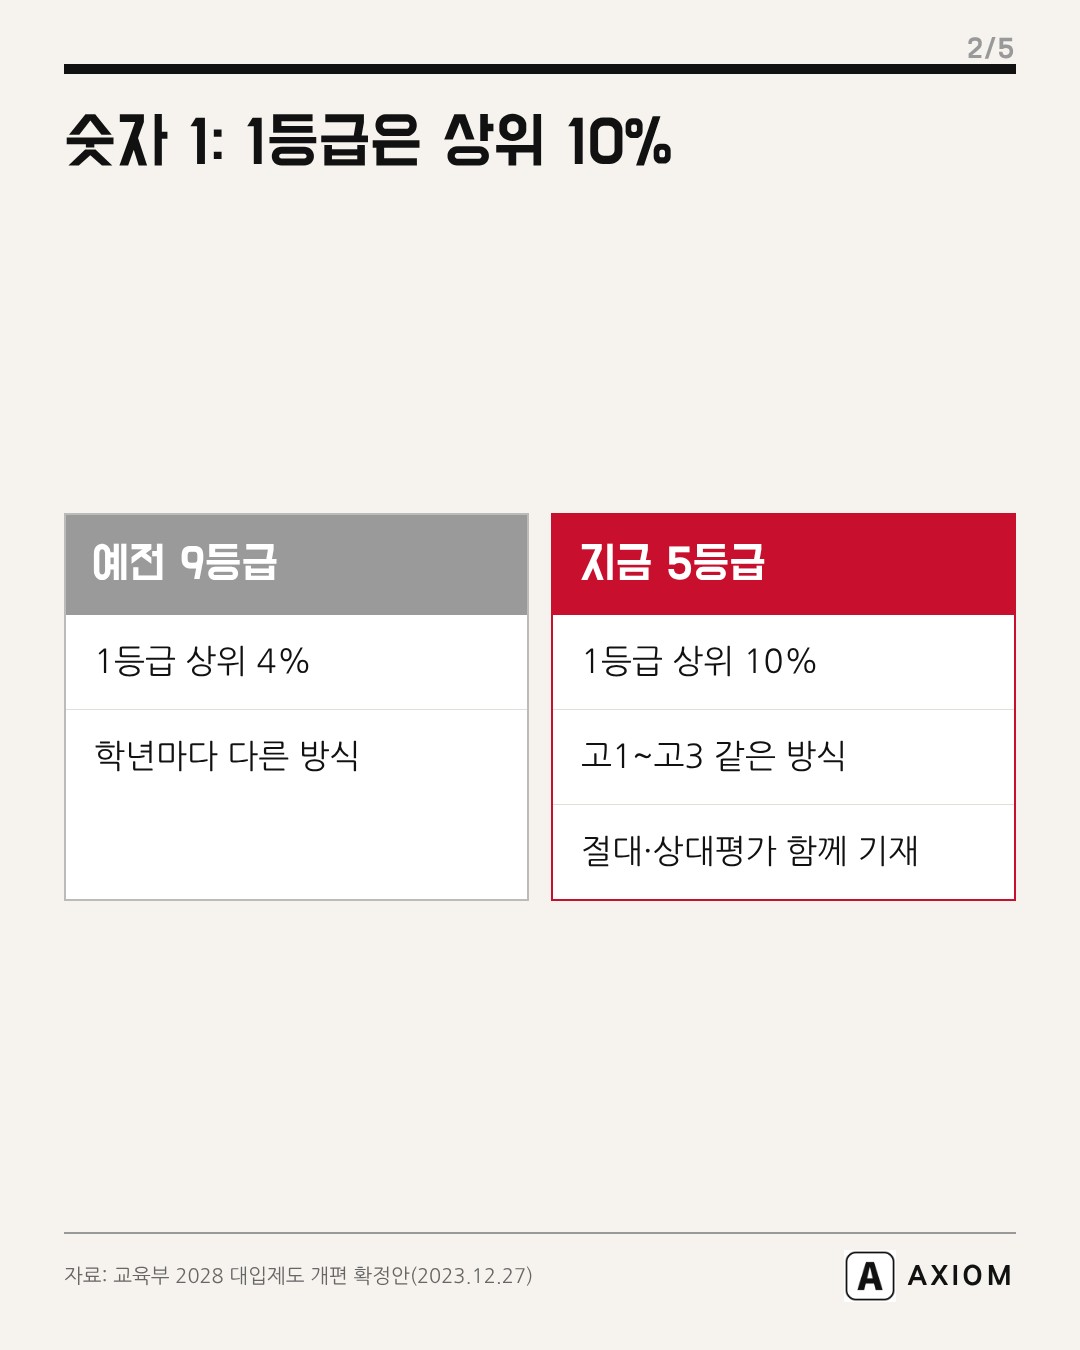 2/5
숫자 1: 1등급은 상위 10%
예전 9등급
1등급 상위 4%
학년마다 다른 방식
지금 5등급
1등급 상위 10%
고1~고3 같은 방식
절대·상대평가 함께 기재
자료: 교육부 2028 대입제도 개편 확정안(2023.12.27)
A AXIOM